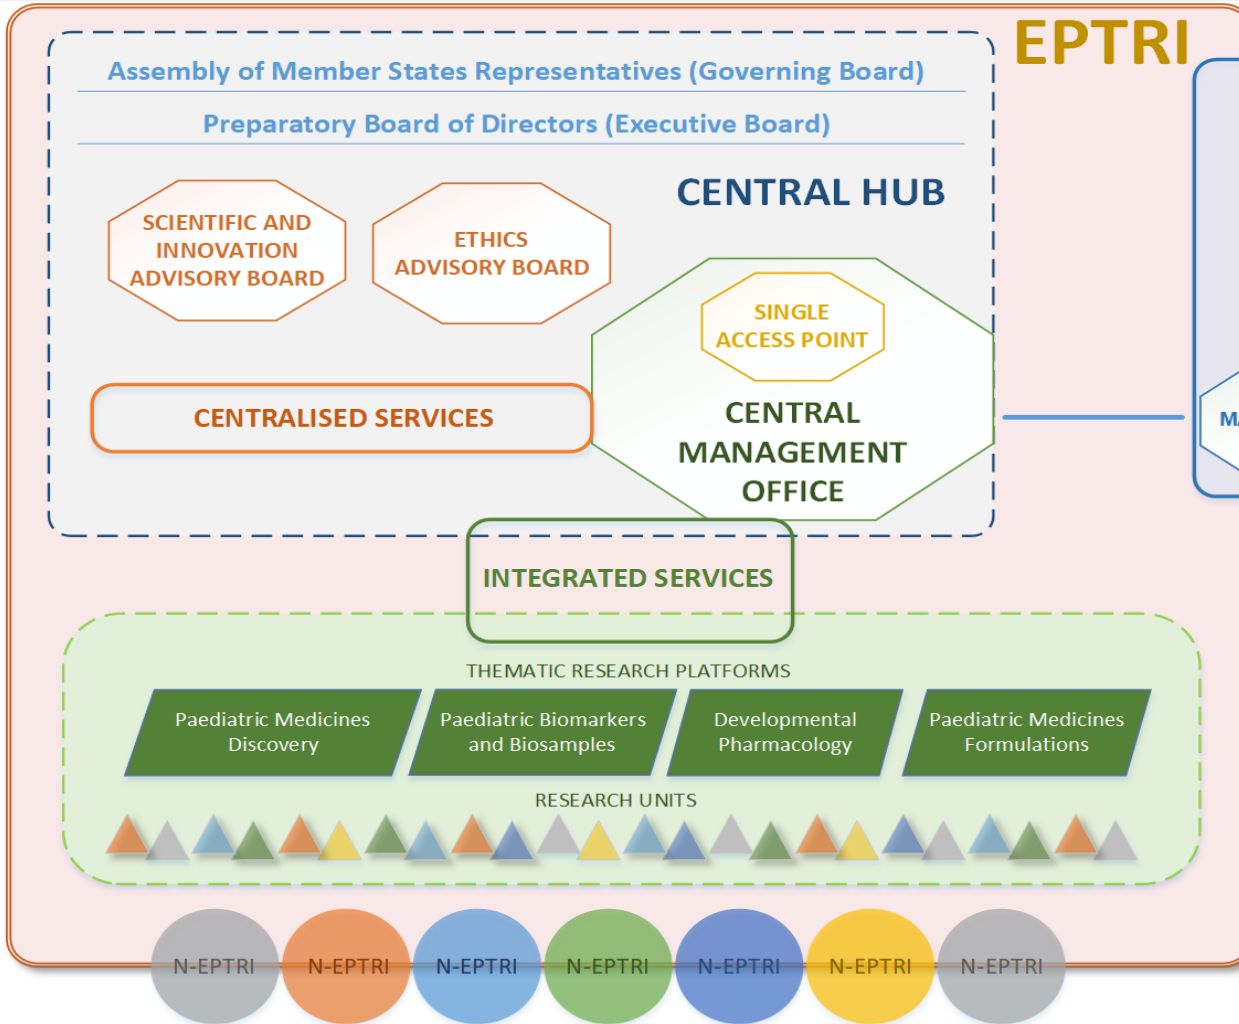 EPTRI
Assembly of Member States Representatives (Governing Board)
Preparatory Board of Directors (Executive Board)
CENTRAL HUB
SCIENTIFIC AND
INNOVATION
ADVISORY BOARD
ETHICS
ADVISORY BOARD
SINGLE
ACCESS POINT
CENTRALISED SERVICES
CENTRAL
MANAGEMENT
OFFICE
INTEGRATED SERVICES
THEMATIC RESEARCH PLATFORMS
Paediatric Medicines
Discovery
Paediatric Biomarkers
and Biosamples
Developmental
Pharmacology
Paediatric Medicines
Formulations
RESEARCH UNITS
N-EPTRI
N-EPTRI
N-EPTRI
N-EPTRI
N-EPTRI
N-EPTRI
N-EPTRI